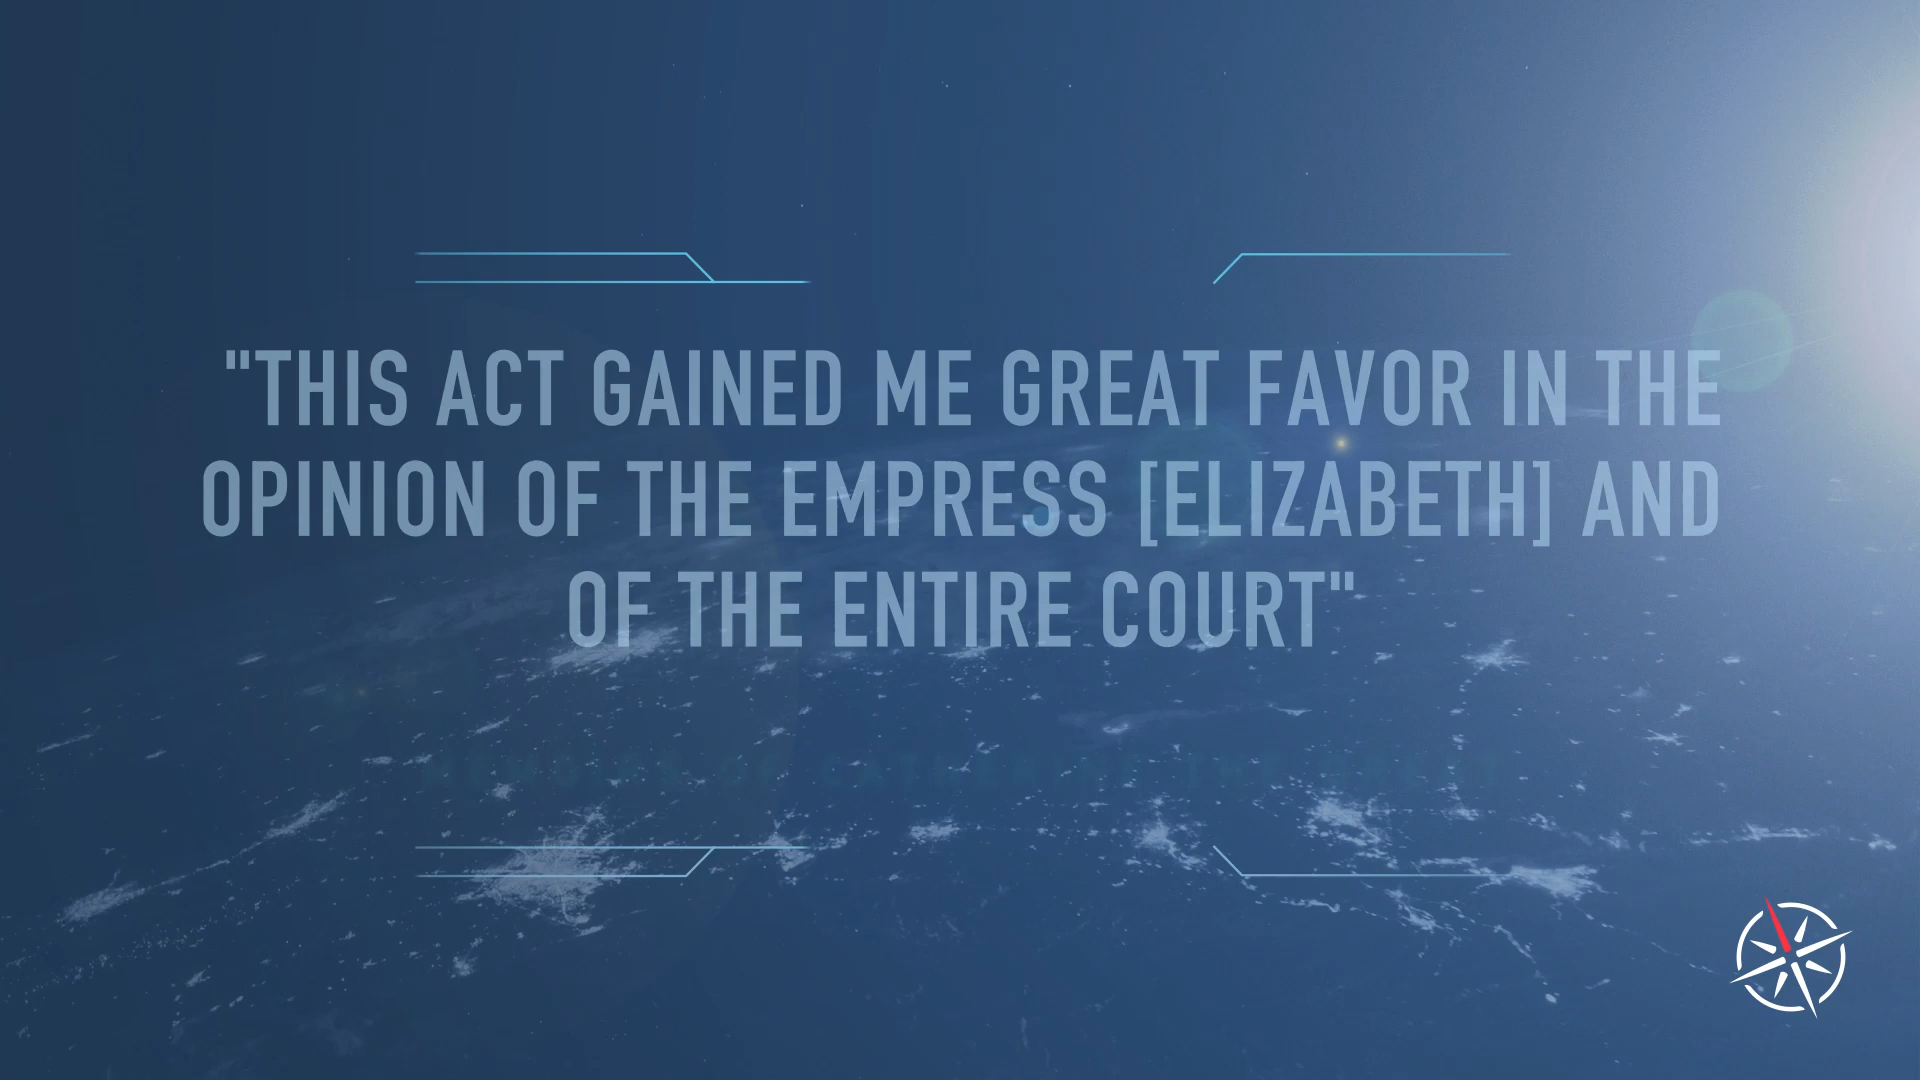 "THIS ACT GAINED ME GREAT FAVOR IN THE
OPINION OF THE EMPRESS [ELIZABETH] AND
OF THE ENTIRE COURT"